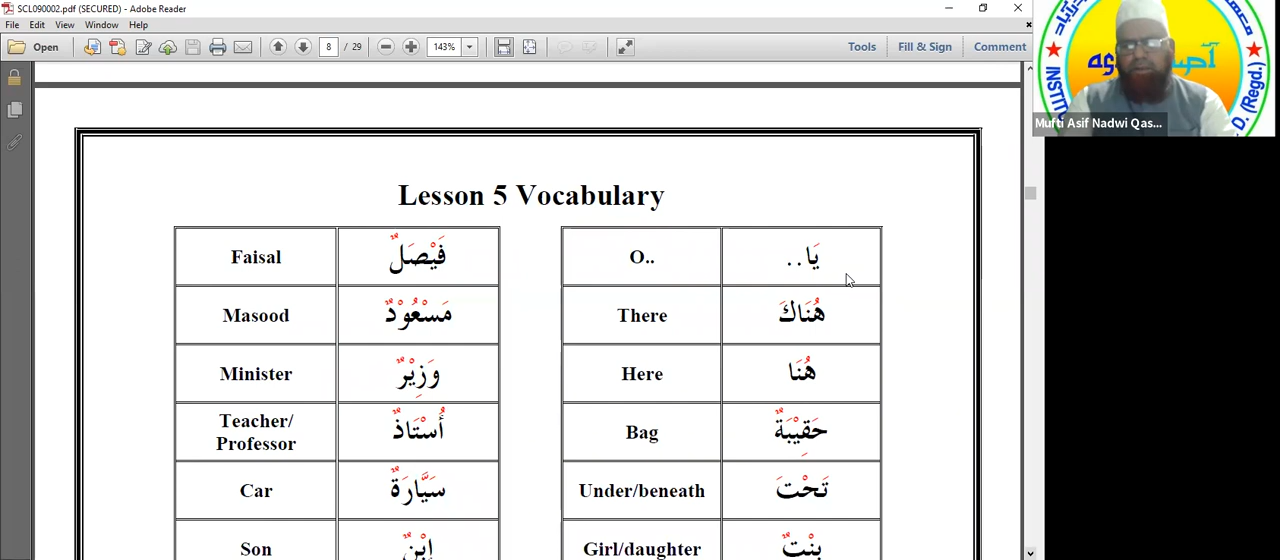 SCL090002.pdf (SECURED) - Adobe Reader
File Edit View Window Help
Open 8 / 29 143% Tools Fill & Sign Comment
INSTIT
D. (Regd.)
Mufti Asif Nadwi Qas...
Lesson 5 Vocabulary
Faisal فَيْصَلٌ O.. يَا..
Masood مَسْعُوْدٌ There هُنَاكَ
Minister وَزِيْرٌ Here هُنَا
Teacher/
Professor أُسْتَاذٌ Bag حَقِيْبَةٌ
Car سَيَّارَةٌ Under/beneath تَحْتَ
Son اِبْنٌ Girl/daughter بِنْتٌ